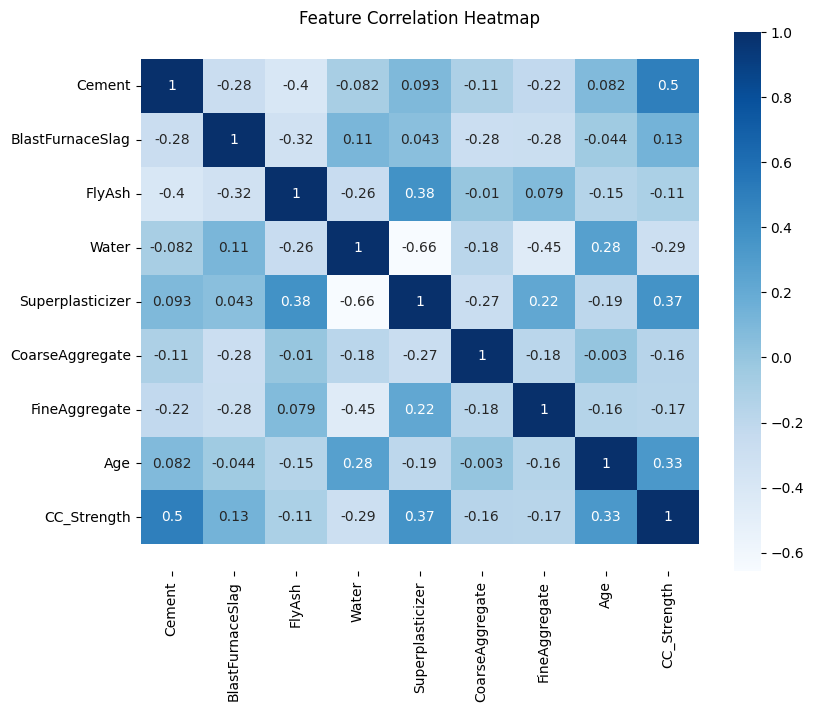 Feature Correlation Heatmap
Cement 1 -0.28 -0.4 -0.082 0.093 -0.11 -0.22 0.082 0.5
BlastFurnaceSlag -0.28 1 -0.32 0.11 0.043 -0.28 -0.28 -0.044 0.13
FlyAsh -0.4 -0.32 1 -0.26 0.38 -0.01 0.079 -0.15 -0.11
Water -0.082 0.11 -0.26 1 -0.66 -0.18 -0.45 0.28 -0.29
Superplasticizer 0.093 0.043 0.38 -0.66 1 -0.27 0.22 -0.19 0.37
CoarseAggregate -0.11 -0.28 -0.01 -0.18 -0.27 1 -0.18 -0.003 -0.16
FineAggregate -0.22 -0.28 0.079 -0.45 0.22 -0.18 1 -0.16 -0.17
Age 0.082 -0.044 -0.15 0.28 -0.19 -0.003 -0.16 1 0.33
CC_Strength 0.5 0.13 -0.11 -0.29 0.37 -0.16 -0.17 0.33 1
Cement
BlastFurnaceSlag
FlyAsh
Water
Superplasticizer
CoarseAggregate
FineAggregate
Age
CC_Strength
1.0
0.8
0.6
0.4
0.2
0.0
−0.2
−0.4
−0.6